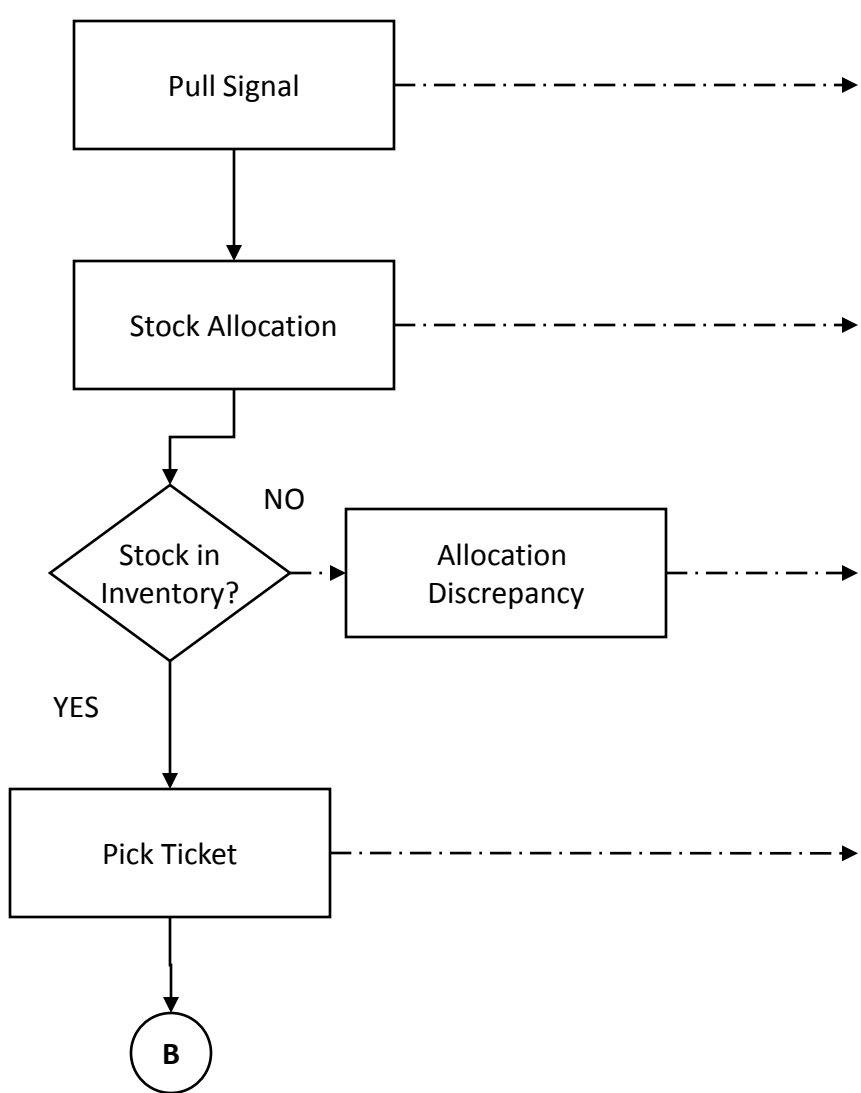 Pull Signal
Stock Allocation
NO
Stock in
Inventory?
Allocation
Discrepancy
YES
Pick Ticket
B